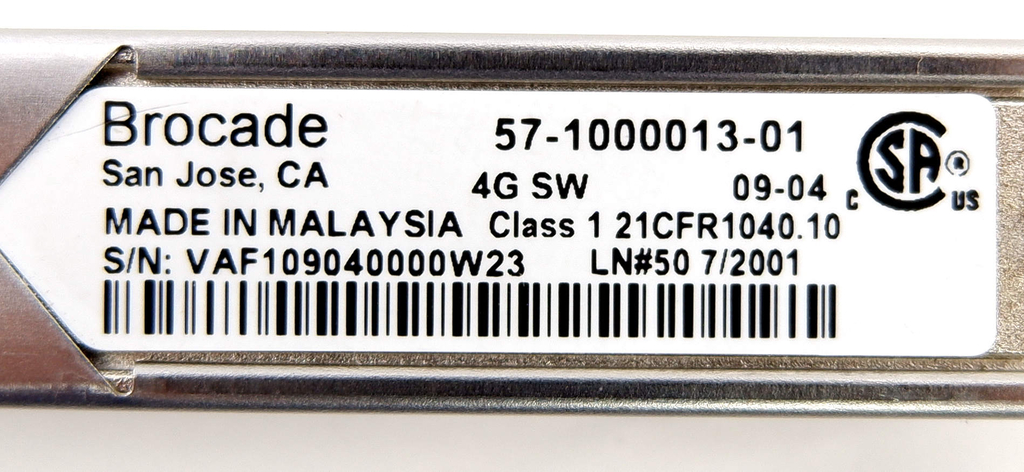 Brocade 57-1000013-01
San Jose, CA 4G SW 09-04
MADE IN MALAYSIA Class 1 21CFR1040.10
S/N: VAF109040000W23 LN#50 7/2001
C SA ® US